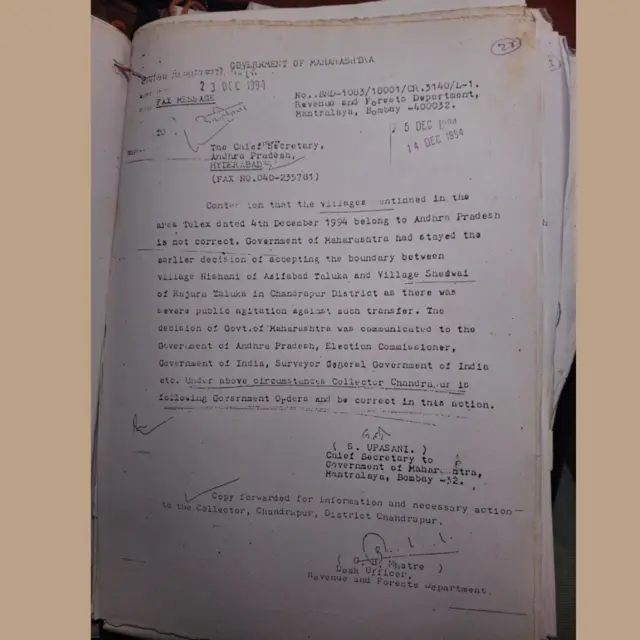 28
GOVERNMENT OF MAHARASHTRA
23 DEC 1994
FAX MESSAGE
No. BND-1083/18001/CR.3140/L-1.
Revenue and Forests Department,
Mantralaya, Bombay -400032.
DEC 1994
14 DEC 1994
TO
The Chief Secretary,
Andhra Pradesh,
HYDERABAD
(FAX NO.040-235781)
Contention that the villages entioned in the
area Telex dated 4th December 1994 belong to Andhra Pradesh
is not correct. Government of Maharashtra had stayed the
earlier decision of accepting the boundary between
village Nishani of Asifabad Taluka and Village Shedwai
of Rajura Taluka in Chandrapur District as there was
severe public agitation against such transfer. The
decision of Govt.of Maharashtra was communicated to the
Government of Andhra Pradesh, Election Commissioner,
Government of India, Surveyor General Government of India
etc. Under above circumstances Collector Chandrapur is
following Government Orders and be correct in this action.
( S. UPASANI. )
Chief Secretary to
Government of Maharashtra,
Mantralaya, Bombay -32.
Copy forwarded for information and necessary action
to the Collector, Chandrapur, District Chandrapur.
Mhatre )
Desk Officer,
Revenue and Forests Department.